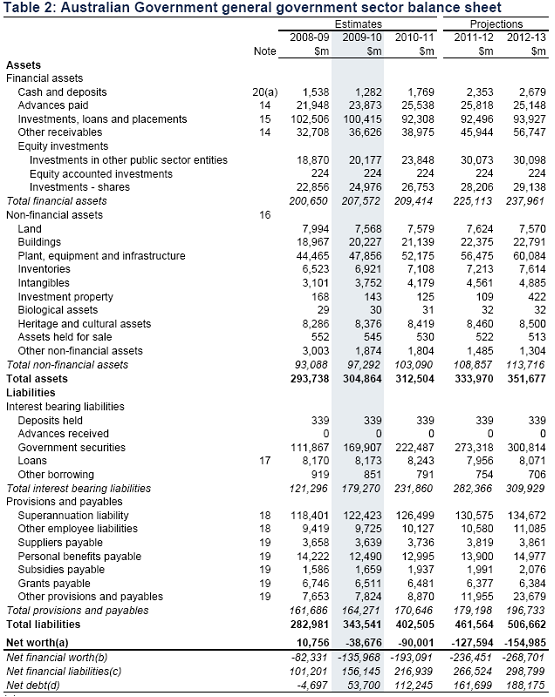 Table 2: Australian Government general government sector balance sheet
Estimates Projections
2008-09 2009-10 2010-11 2011-12 2012-13
Note $m $m $m $m $m
Assets
Financial assets
Cash and deposits 20(a) 1,538 1,282 1,769 2,353 2,679
Advances paid 14 21,948 23,873 25,538 25,818 25,148
Investments, loans and placements 15 102,506 100,415 92,308 92,496 93,927
Other receivables 14 32,708 36,626 38,975 45,944 56,747
Equity investments
Investments in other public sector entities 18,870 20,177 23,848 30,073 30,098
Equity accounted investments 224 224 224 224 224
Investments - shares 22,856 24,976 26,753 28,206 29,138
Total financial assets 200,650 207,572 209,414 225,113 237,961
Non-financial assets 16
Land 7,994 7,568 7,579 7,624 7,570
Buildings 18,967 20,227 21,139 22,375 22,791
Plant, equipment and infrastructure 44,465 47,856 52,175 56,475 60,084
Inventories 6,523 6,921 7,108 7,213 7,614
Intangibles 3,101 3,752 4,179 4,561 4,885
Investment property 168 143 125 109 422
Biological assets 29 30 31 32 32
Heritage and cultural assets 8,286 8,376 8,419 8,460 8,500
Assets held for sale 552 545 530 522 513
Other non-financial assets 3,003 1,874 1,804 1,485 1,304
Total non-financial assets 93,088 97,292 103,090 108,857 113,716
Total assets 293,738 304,864 312,504 333,970 351,677
Liabilities
Interest bearing liabilities
Deposits held 339 339 339 339 339
Advances received 0 0 0 0 0
Government securities 111,867 169,907 222,487 273,318 300,814
Loans 17 8,170 8,173 8,243 7,956 8,071
Other borrowing 919 851 791 754 706
Total interest bearing liabilities 121,296 179,270 231,860 282,366 309,929
Provisions and payables
Superannuation liability 18 118,401 122,423 126,499 130,575 134,672
Other employee liabilities 18 9,419 9,725 10,127 10,580 11,085
Suppliers payable 19 3,658 3,639 3,736 3,819 3,861
Personal benefits payable 19 14,222 12,490 12,995 13,900 14,977
Subsidies payable 19 1,586 1,659 1,937 1,991 2,076
Grants payable 19 6,746 6,511 6,481 6,377 6,384
Other provisions and payables 19 7,653 7,824 8,870 11,955 23,679
Total provisions and payables 161,686 164,271 170,646 179,198 196,733
Total liabilities 282,981 343,541 402,505 461,564 506,662
Net worth(a) 10,756 -38,676 -90,001 -127,594 -154,985
Net financial worth(b) -82,331 -135,968 -193,091 -236,451 -268,701
Net financial liabilities(c) 101,201 156,145 216,939 266,524 298,799
Net debt(d) -4,697 53,700 112,245 161,699 188,175